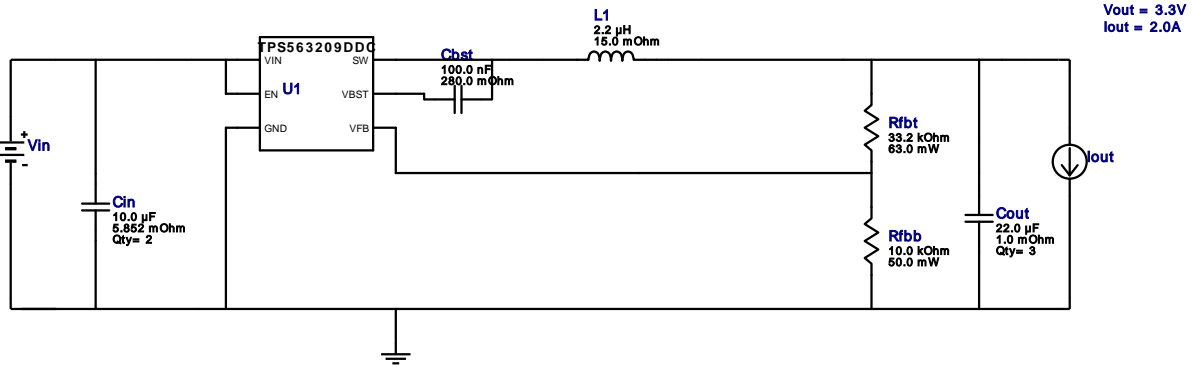 Vout = 3.3V
Iout = 2.0A
L1
2.2 µH
15.0 mOhm
TPS563209DDC
VIN
SW
Cbst
100.0 nF
280.0 mOhm
EN
U1
VBST
GND
VFB
+
Vin
-
Rfbt
33.2 kOhm
63.0 mW
Iout
Cin
10.0 µF
5.852 mOhm
Qty= 2
Cout
22.0 µF
1.0 mOhm
Qty= 3
Rfbb
10.0 kOhm
50.0 mW